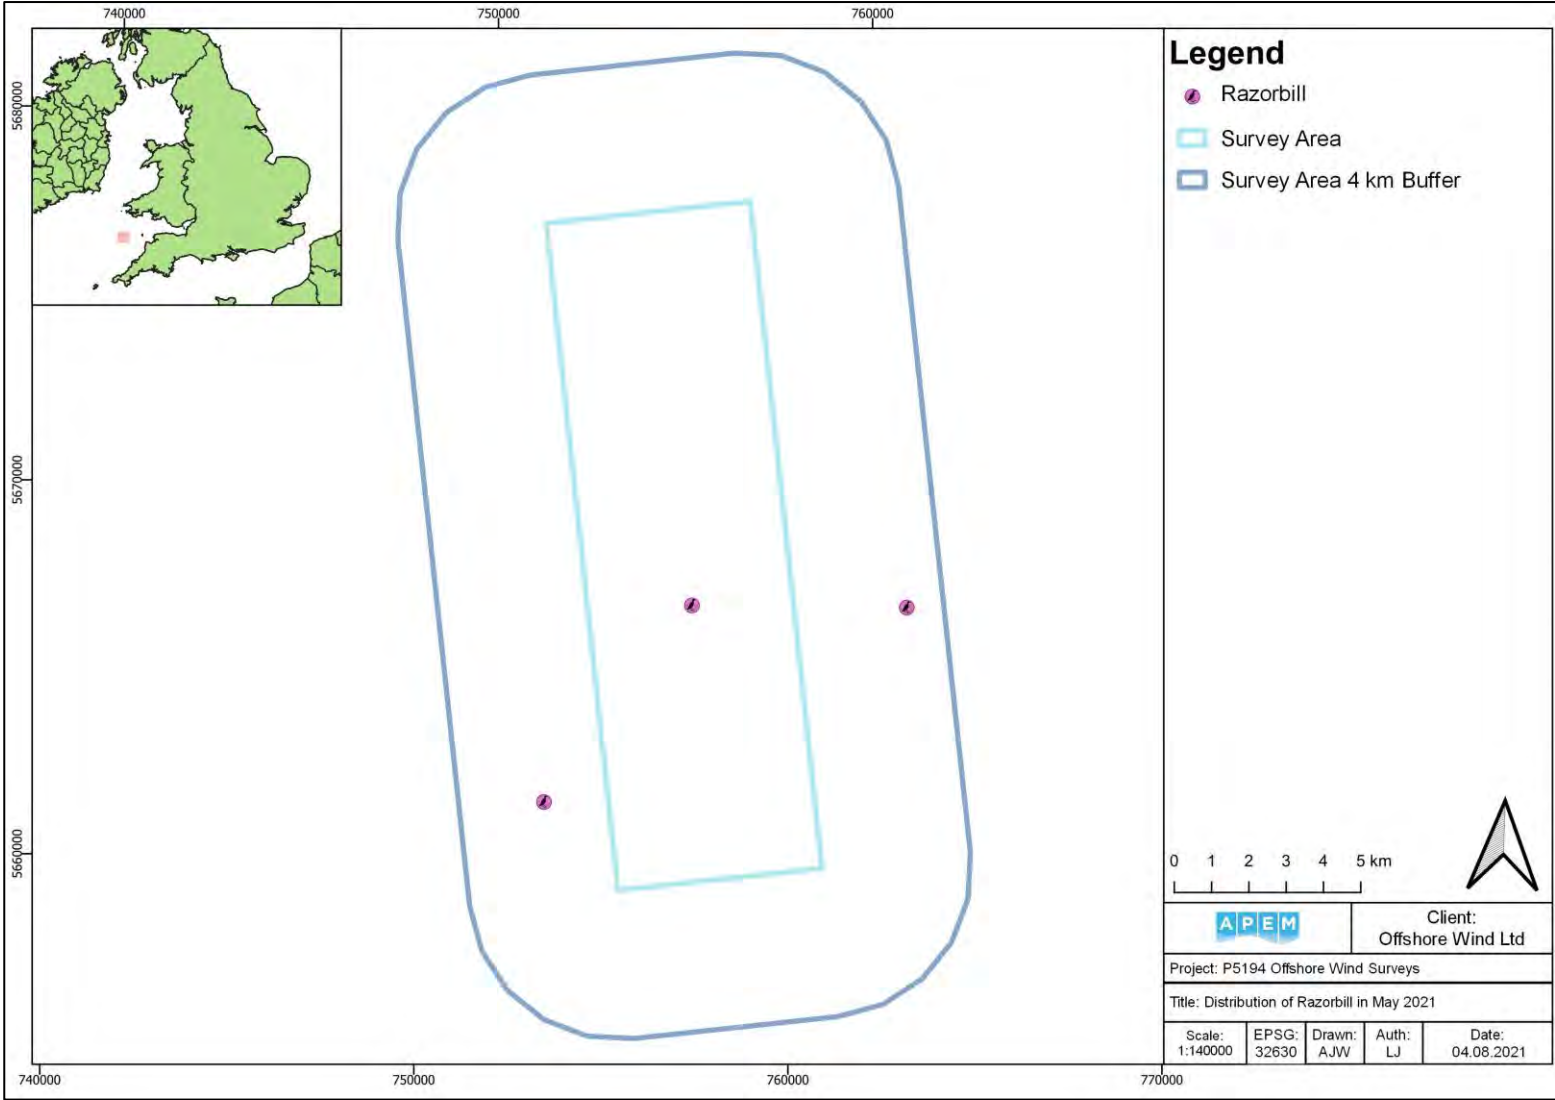 740000
750000
760000
5680000
5670000
5660000
740000
750000
760000
770000
Legend
Razorbill
Survey Area
Survey Area 4 km Buffer
0 1 2 3 4 5 km
APEM
Client:
Offshore Wind Ltd
Project: P5194 Offshore Wind Surveys
Title: Distribution of Razorbill in May 2021
Scale:
1:140000
EPSG:
32630
Drawn:
AJW
Auth:
LJ
Date:
04.08.2021